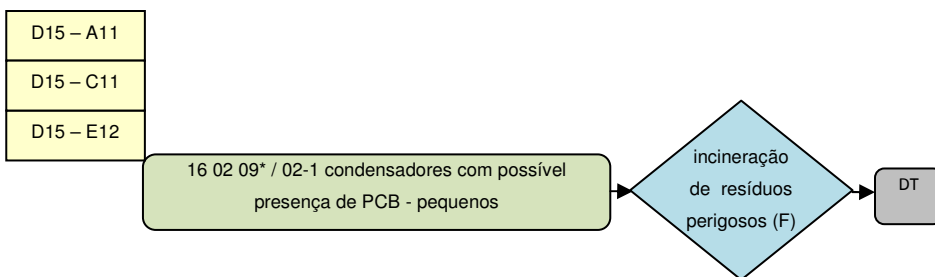 D15 – A11
D15 – C11
D15 – E12
16 02 09* / 02-1 condensadores com possível
presença de PCB - pequenos
incineração
de resíduos
perigosos (F)
DT